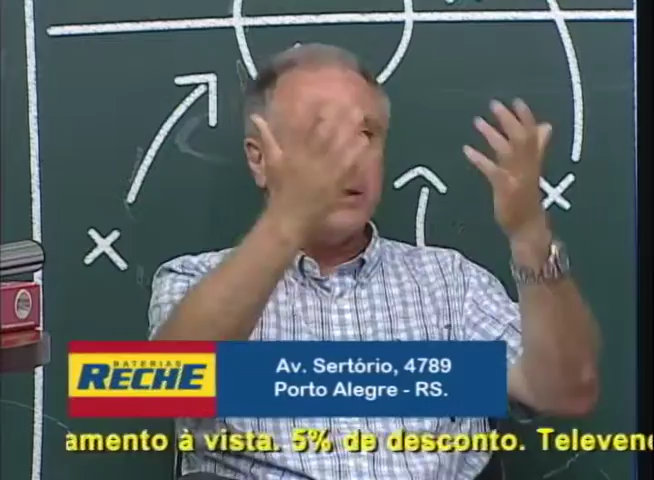 BATERIAS
RECHE
Av. Sertório, 4789
Porto Alegre - RS.
amento à vista. 5% de desconto. Televen